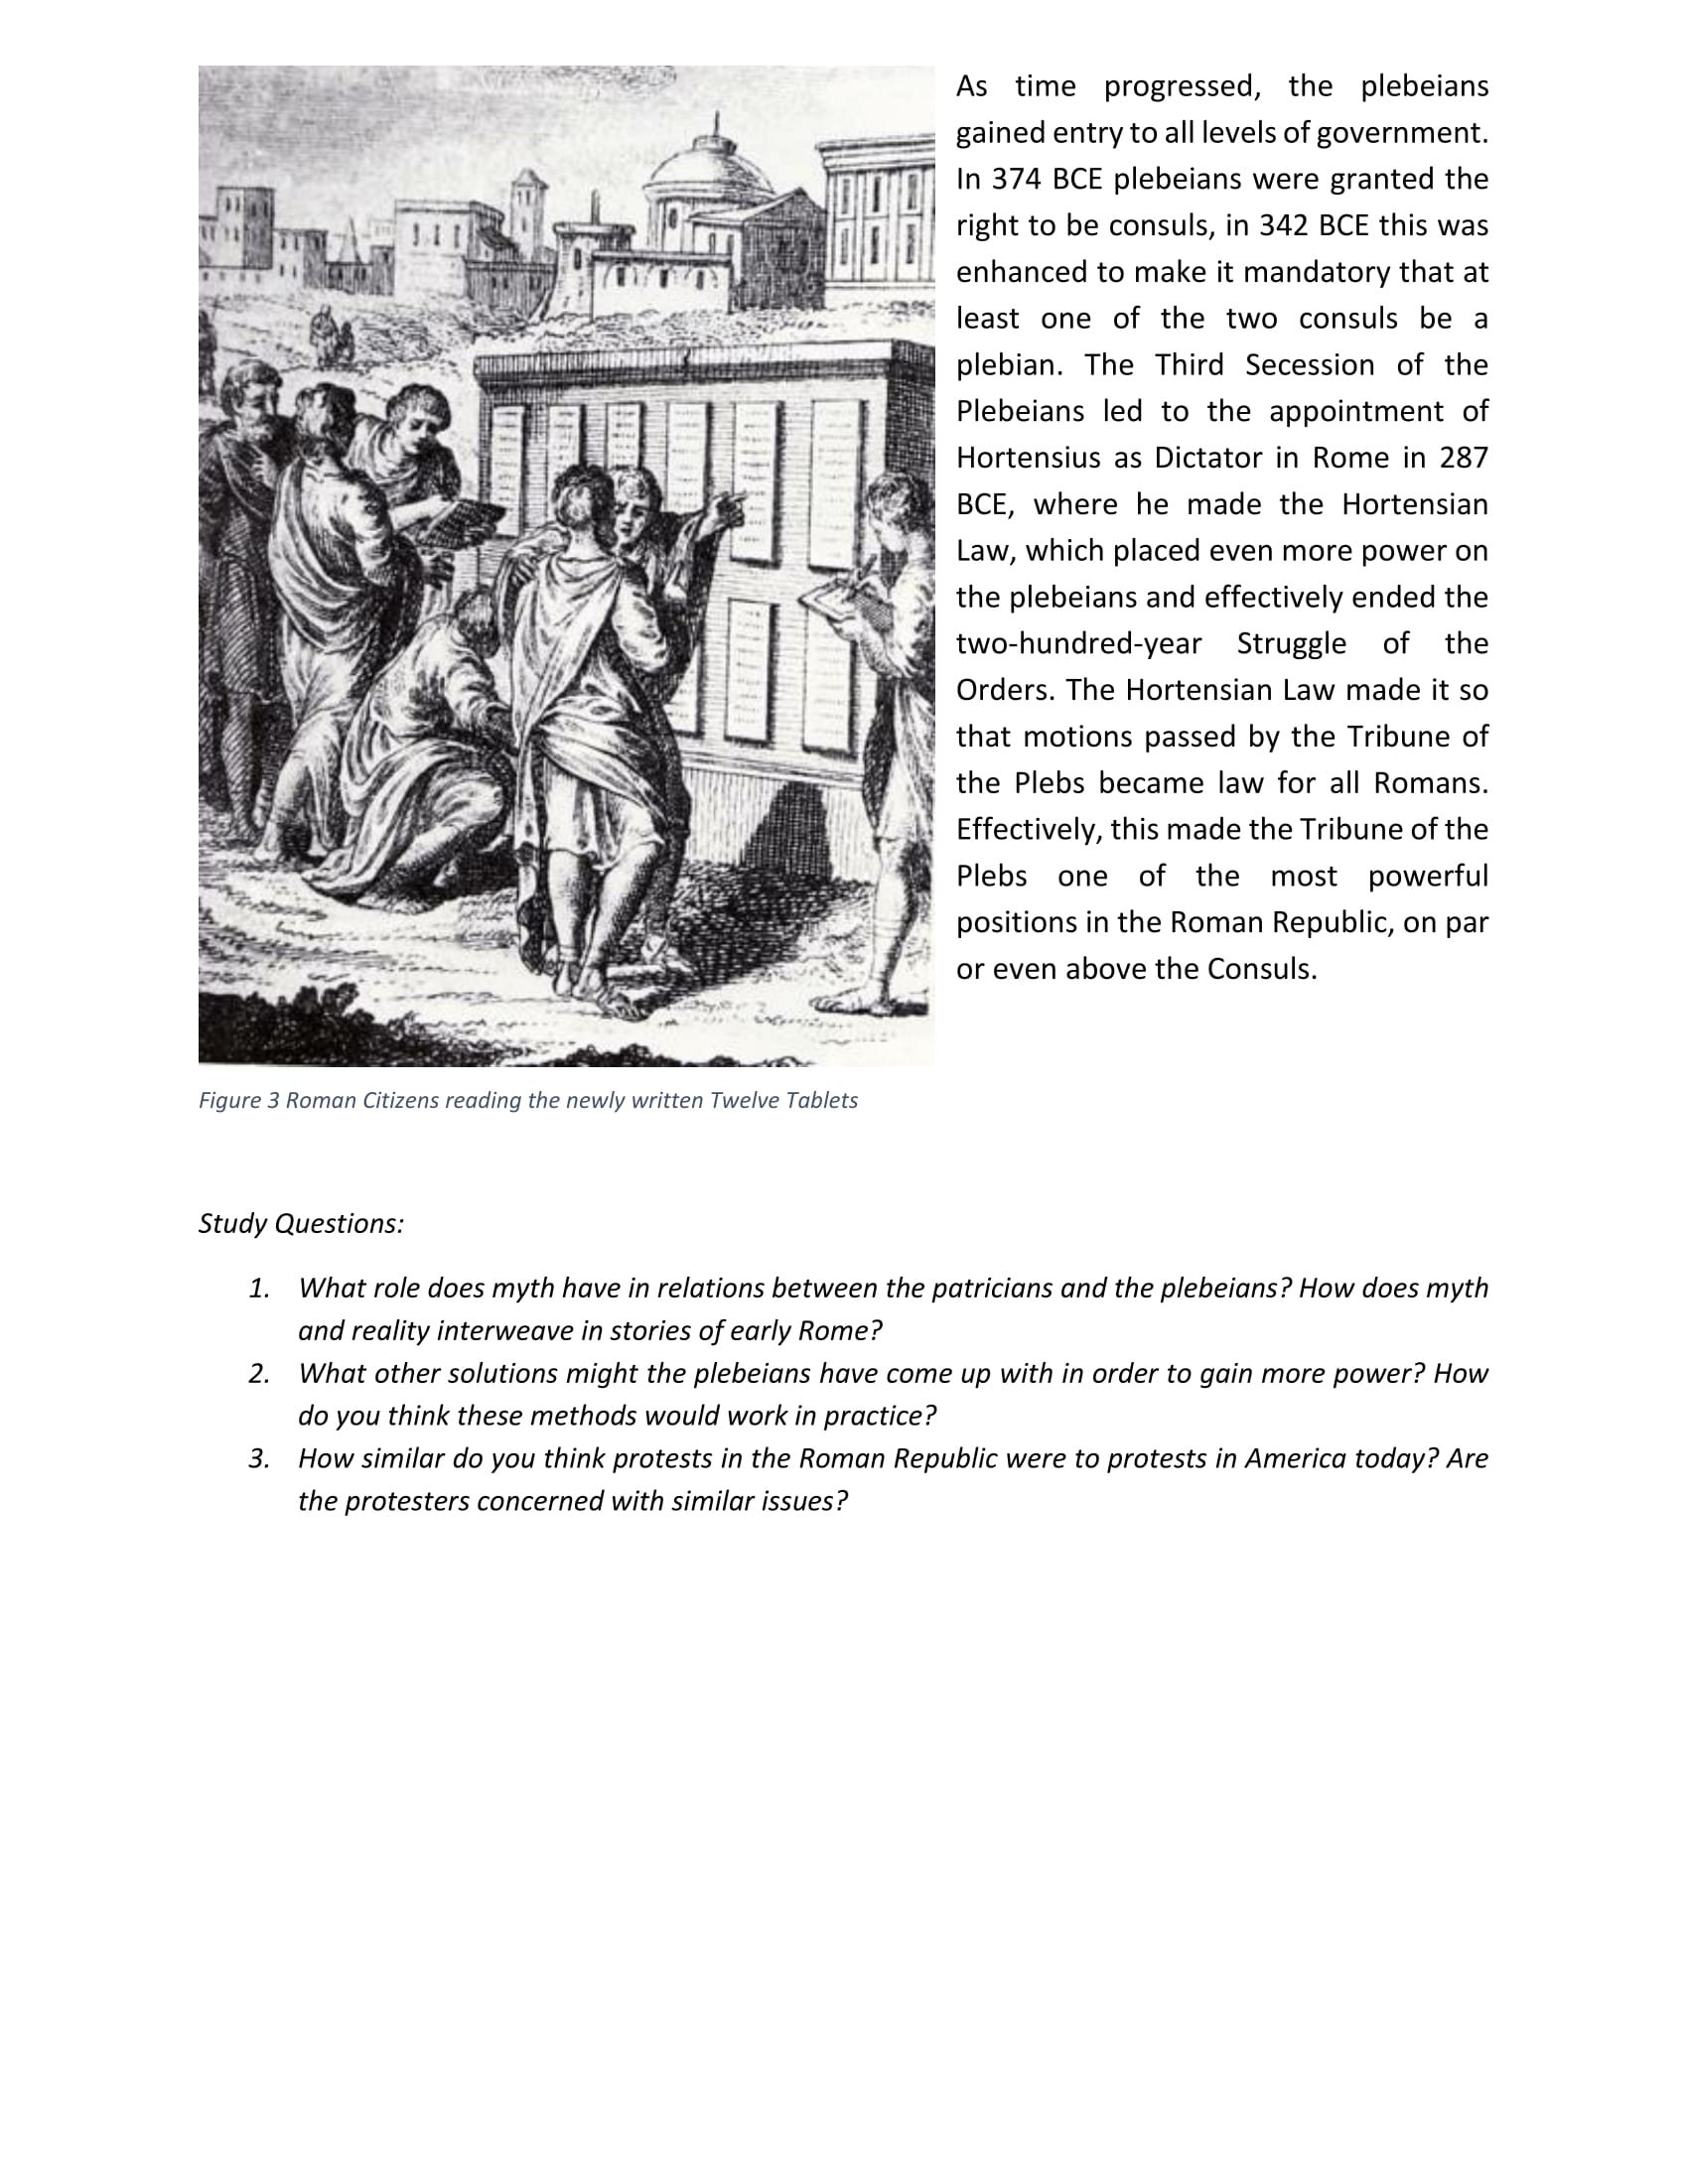 As time progressed, the plebeians
gained entry to all levels of government.
In 374 BCE plebeians were granted the
right to be consuls, in 342 BCE this was
enhanced to make it mandatory that at
least one of the two consuls be a
plebian. The Third Secession of the
Plebeians led to the appointment of
Hortensius as Dictator in Rome in 287
BCE, where he made the Hortensian
Law, which placed even more power on
the plebeians and effectively ended the
two-hundred-year Struggle of the
Orders. The Hortensian Law made it so
that motions passed by the Tribune of
the Plebs became law for all Romans.
Effectively, this made the Tribune of the
Plebs one of the most powerful
positions in the Roman Republic, on par
or even above the Consuls.
Figure 3 Roman Citizens reading the newly written Twelve Tablets
Study Questions:
1. What role does myth have in relations between the patricians and the plebeians? How does myth
and reality interweave in stories of early Rome?
2. What other solutions might the plebeians have come up with in order to gain more power? How
do you think these methods would work in practice?
3. How similar do you think protests in the Roman Republic were to protests in America today? Are
the protesters concerned with similar issues?